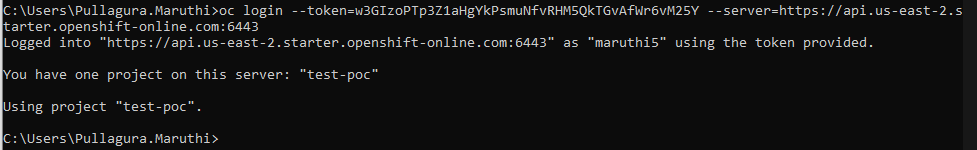 C:\Users\Pullagura.Maruthi>oc login --token=w3GIzoPTp3Z1aHgYkPsmuNfvRHM5QkTGvAfWr6vM25Y --server=https://api.us-east-2.s
tarter.openshift-online.com:6443
Logged into "https://api.us-east-2.starter.openshift-online.com:6443" as "maruthi5" using the token provided.
You have one project on this server: "test-poc"
Using project "test-poc".
C:\Users\Pullagura.Maruthi>